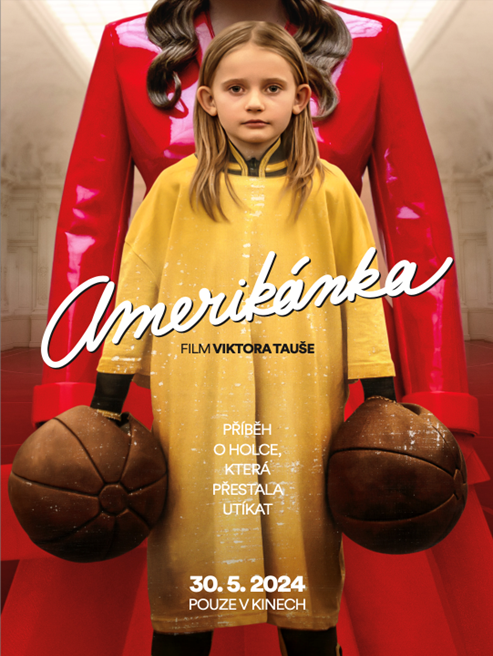 Amerikánka
FILM VIKTORA TAUŠE
PŘÍBĚH
O HOLCE,
KTERÁ
PŘESTALA
UTÍKAT
30. 5. 2024
POUZE V KINECH